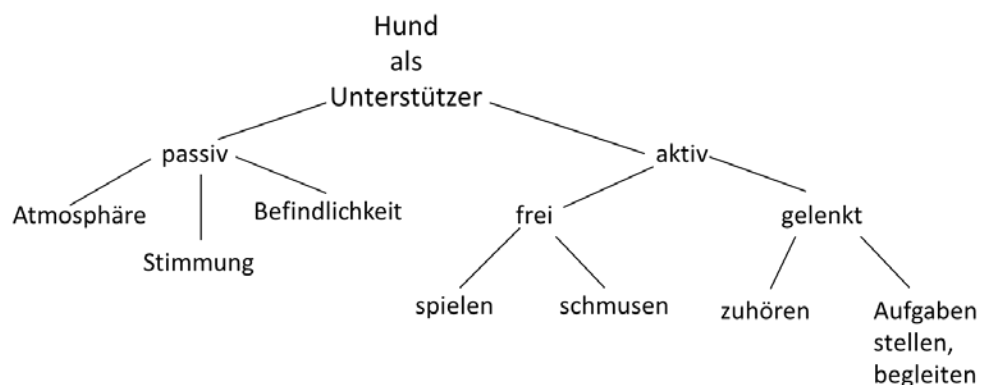 Hund
als
Unterstützer
passiv
aktiv
Atmosphäre
Befindlichkeit
Stimmung
frei
gelenkt
spielen
schmusen
zuhören
Aufgaben
stellen,
begleiten